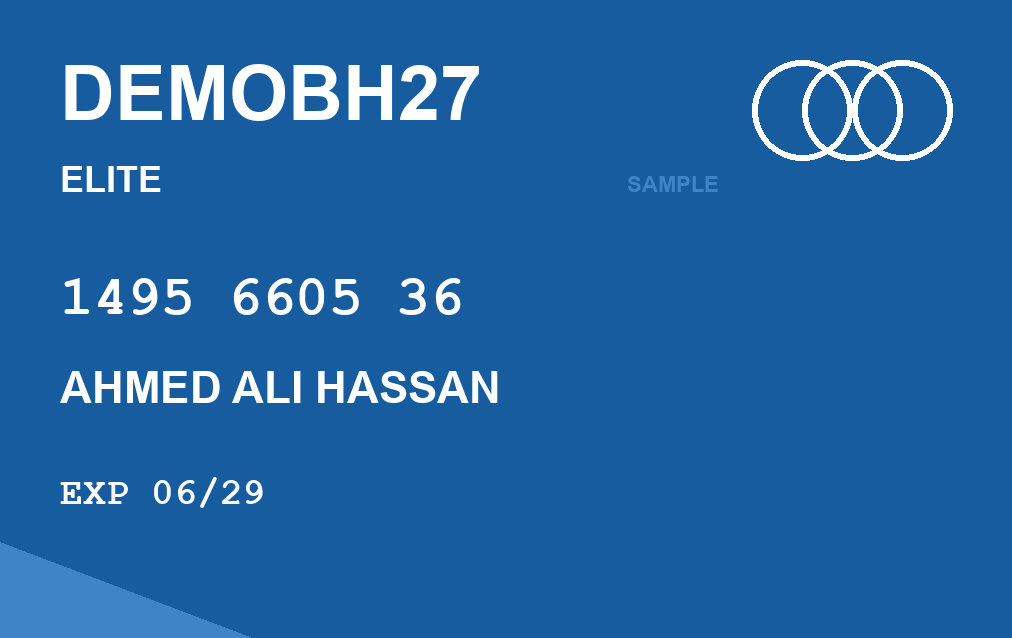 DEMOBH27
ELITE
SAMPLE
1495 6605 36
AHMED ALI HASSAN
EXP 06/29